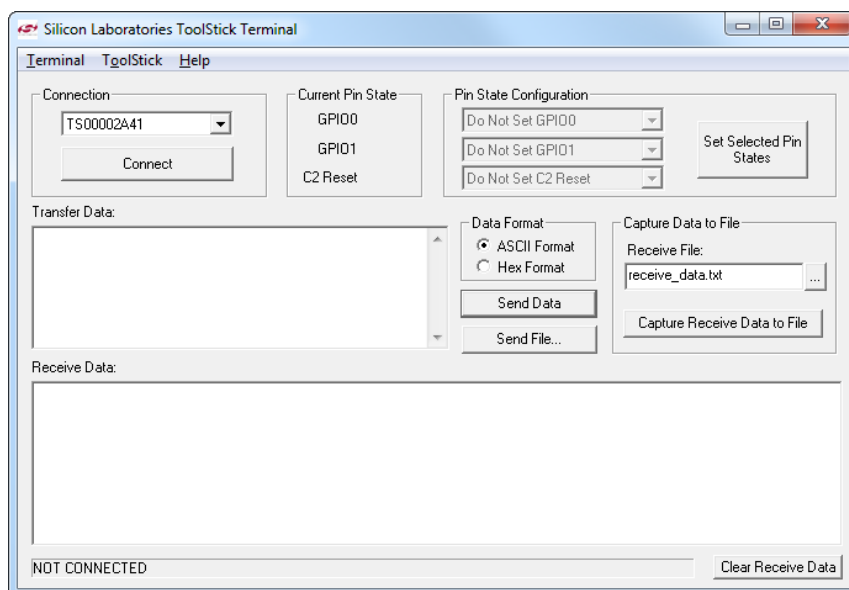 Silicon Laboratories ToolStick Terminal
Terminal ToolStick Help
Connection
TS00002A41
Connect
Current Pin State
GPIO0
GPIO1
C2 Reset
Pin State Configuration
Do Not Set GPIO0
Do Not Set GPIO1
Do Not Set C2 Reset
Set Selected Pin
States
Transfer Data:
Data Format
ASCII Format
Hex Format
Send Data
Send File...
Capture Data to File
Receive File:
receive_data.txt
...
Capture Receive Data to File
Receive Data:
NOT CONNECTED
Clear Receive Data